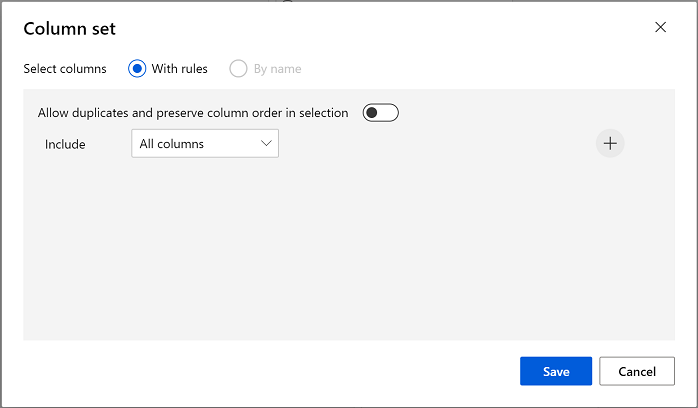 Column set
Select columns With rules By name
Allow duplicates and preserve column order in selection
Include All columns
Save Cancel